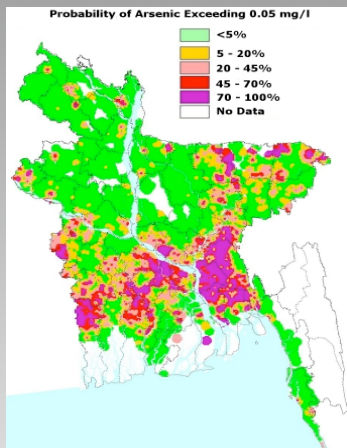 Probability of Arsenic Exceeding 0.05 mg/l
<5%
5 - 20%
20 - 45%
45 - 70%
70 - 100%
No Data